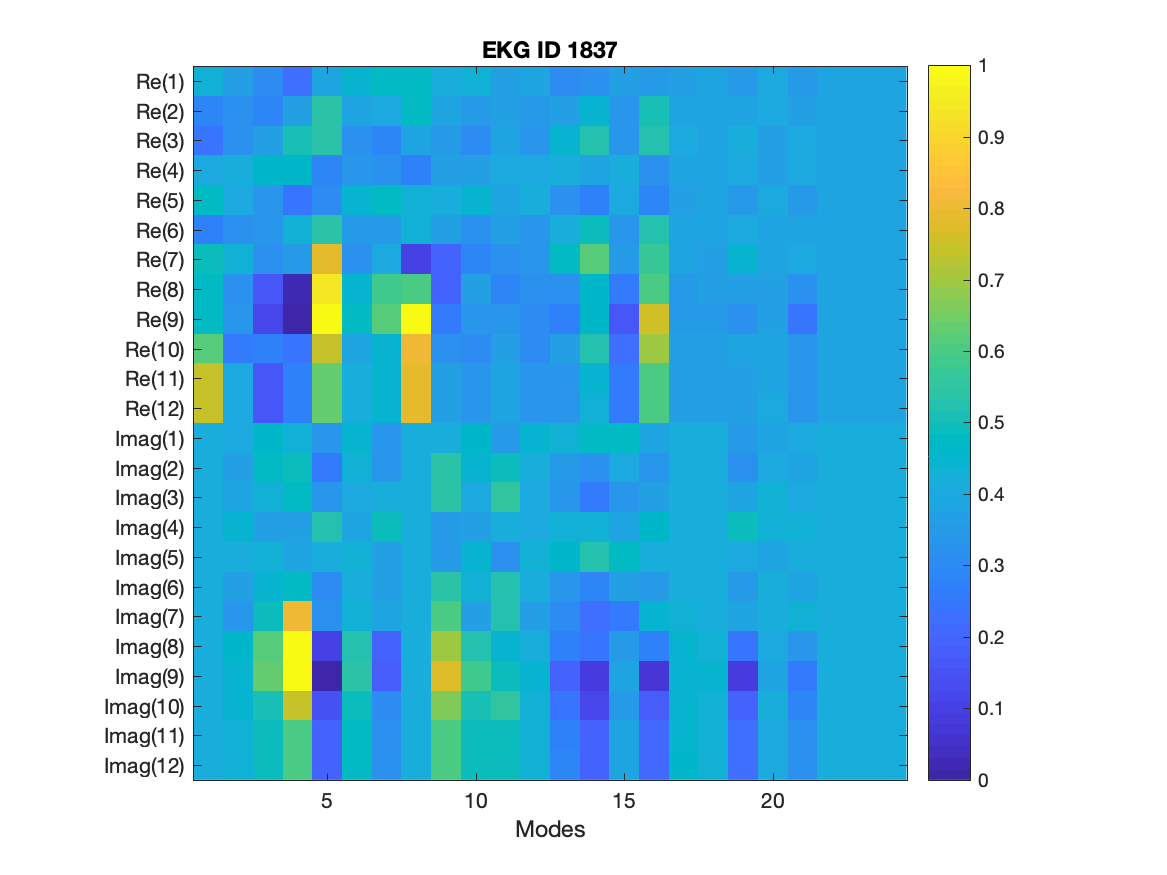 EKG ID 1837
Re(1)
Re(2)
Re(3)
Re(4)
Re(5)
Re(6)
Re(7)
Re(8)
Re(9)
Re(10)
Re(11)
Re(12)
Imag(1)
Imag(2)
Imag(3)
Imag(4)
Imag(5)
Imag(6)
Imag(7)
Imag(8)
Imag(9)
Imag(10)
Imag(11)
Imag(12)
5 10 15 20
Modes
1
0.9
0.8
0.7
0.6
0.5
0.4
0.3
0.2
0.1
0